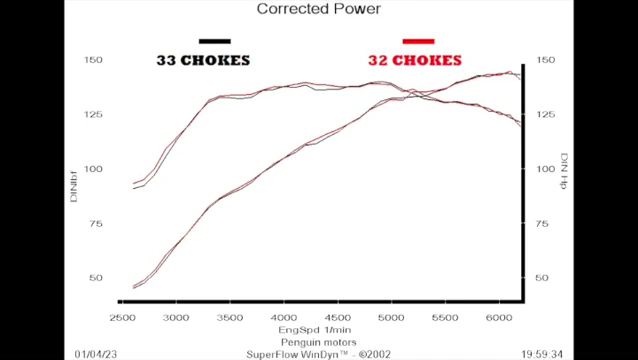 Corrected Power
33 CHOKES 32 CHOKES
150 150
125 125
DINlbf DIN Hp
100 100
75 75
50 50
2500 3000 3500 4000 4500 5000 5500 6000
EngSpd 1/min
Penguin motors
01/04/23 SuperFlow WinDyn™ - ©2002 19:59:34